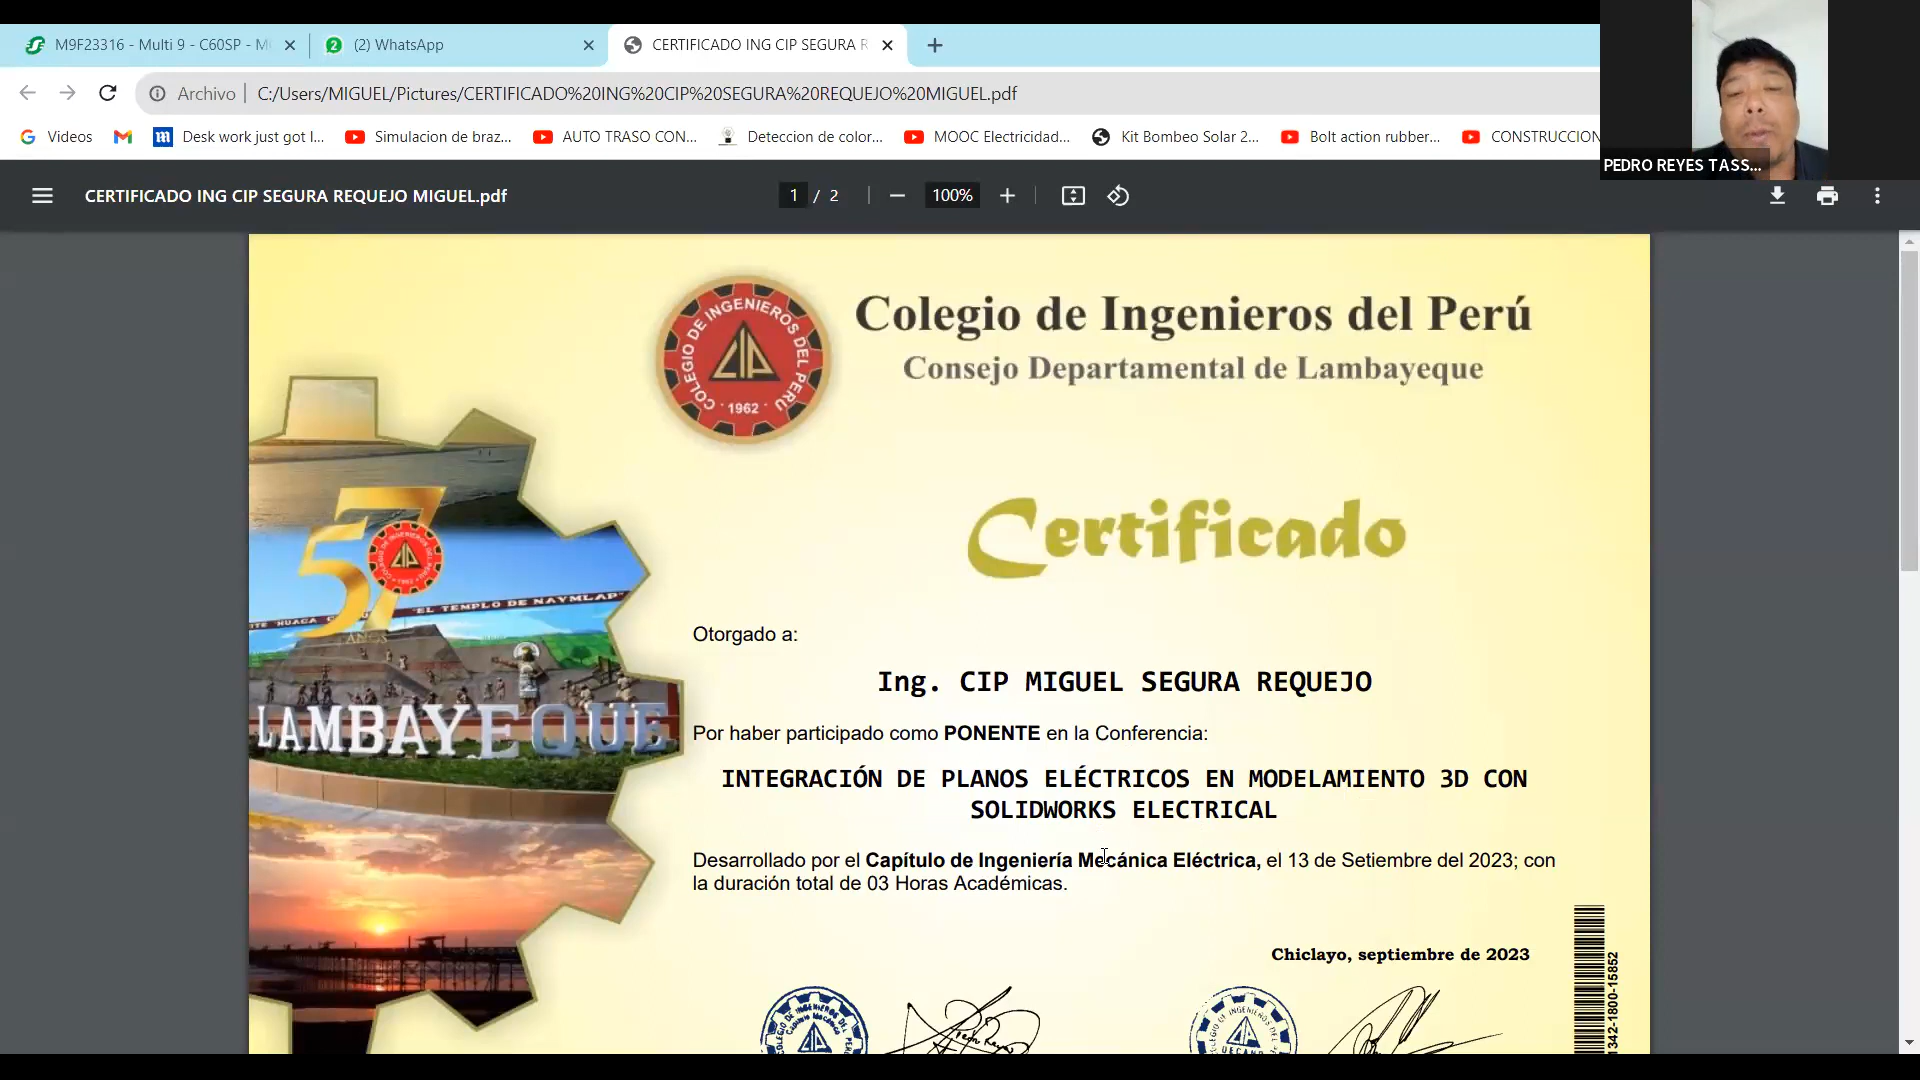 M9F23316 - Multi 9 - C60SP - M
(2) WhatsApp
CERTIFICADO ING CIP SEGURA R
Archivo
C:/Users/MIGUEL/Pictures/CERTIFICADO%20ING%20CIP%20SEGURA%20REQUEJO%20MIGUEL.pdf
Videos
Desk work just got I...
Simulacion de braz...
AUTO TRASO CON...
Deteccion de color...
MOOC Electricidad...
Kit Bombeo Solar 2...
Bolt action rubber...
CONSTRUCCION
PEDRO REYES TASS...
CERTIFICADO ING CIP SEGURA REQUEJO MIGUEL.pdf
1 / 2
100%
COLEGIO DE INGENIEROS DEL PERU
CIP
1962
Colegio de Ingenieros del Perú
Consejo Departamental de Lambayeque
Certificado
57
AÑOS
"EL TEMPLO DE NAYMLAP"
LAMBAYEQUE
Otorgado a:
Ing. CIP MIGUEL SEGURA REQUEJO
Por haber participado como PONENTE en la Conferencia:
INTEGRACIÓN DE PLANOS ELÉCTRICOS EN MODELAMIENTO 3D CON
SOLIDWORKS ELECTRICAL
Desarrollado por el Capítulo de Ingeniería Mecánica Eléctrica, el 13 de Setiembre del 2023; con
la duración total de 03 Horas Académicas.
Chiclayo, septiembre de 2023
1342-1800-15852